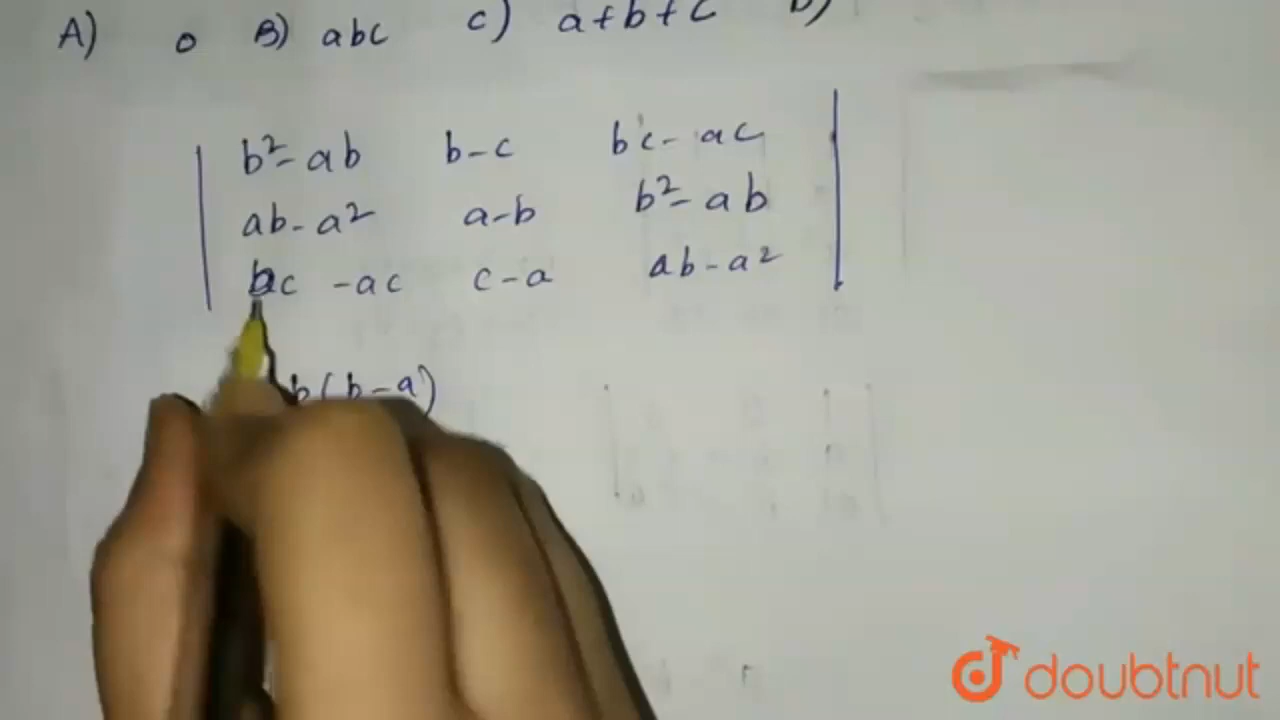 A) 0 B) abc C) a+b+c D)
b²-ab b-c bc-ac
ab-a² a-b b²-ab
bc -ac c-a ab-a²
b(b-a)
doubtnut